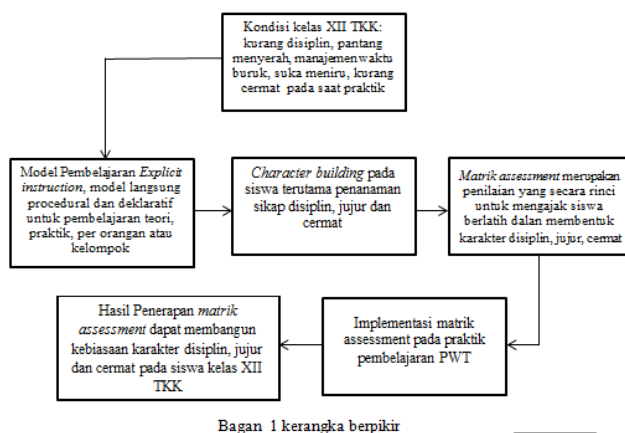 Kondisi kelas XII TKK:
kurang disiplin, pantang
menyerah, manajemenwaktu
buruk, suka meniru, kurang
cermat pada saat praktik
Model Pembelajaran Explicit
instruction, model langsung
procedural dan deklaratif
untuk pembelajaran teori,
praktik, per orangan atau
kelompok
Character building pada
siswa terutama penanaman
sikap disiplin, jujur dan
cermat
Matrik assessment merupakan
penilaian yang secara rinci
untuk mengajak siswa
berlatih dalan membentuk
karakter disiplin, jujur, cermat
Implementasi matrik
assessment pada praktik
pembelajaran PWT
Hasil Penerapan matrik
assessment dapat membangun
kebiasaan karakter disiplin, jujur
dan cermat pada siswa kelas XII
TKK
Bagan 1 kerangka berpikir